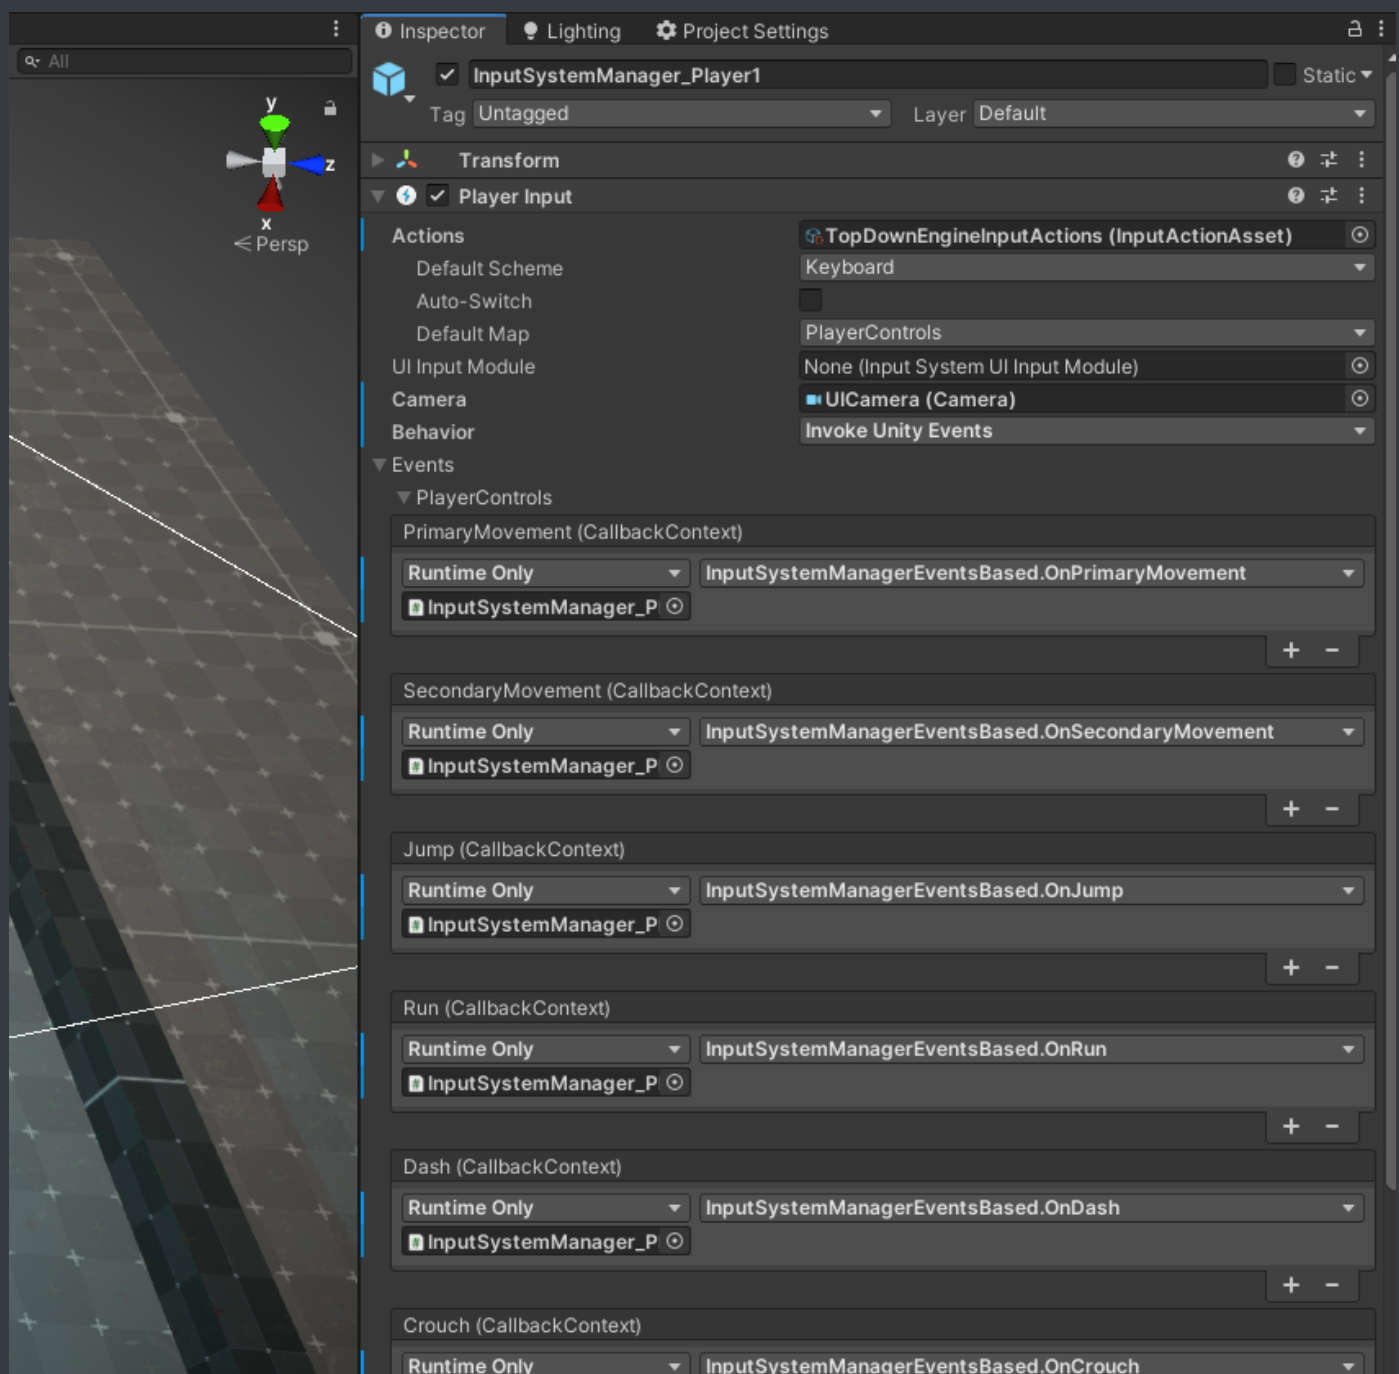 Inspector Lighting Project Settings
All
InputSystemManager_Player1 Static
Tag Untagged Layer Default
y
z
x
Persp
Transform
Player Input
Actions TopDownEngineInputActions (InputActionAsset)
Default Scheme Keyboard
Auto-Switch
Default Map PlayerControls
UI Input Module None (Input System UI Input Module)
Camera UICamera (Camera)
Behavior Invoke Unity Events
Events
PlayerControls
PrimaryMovement (CallbackContext)
Runtime Only InputSystemManagerEventsBased.OnPrimaryMovement
InputSystemManager_P
+ −
SecondaryMovement (CallbackContext)
Runtime Only InputSystemManagerEventsBased.OnSecondaryMovement
InputSystemManager_P
+ −
Jump (CallbackContext)
Runtime Only InputSystemManagerEventsBased.OnJump
InputSystemManager_P
+ −
Run (CallbackContext)
Runtime Only InputSystemManagerEventsBased.OnRun
InputSystemManager_P
+ −
Dash (CallbackContext)
Runtime Only InputSystemManagerEventsBased.OnDash
InputSystemManager_P
+ −
Crouch (CallbackContext)
Runtime Only InputSystemManagerEventsBased.OnCrouch